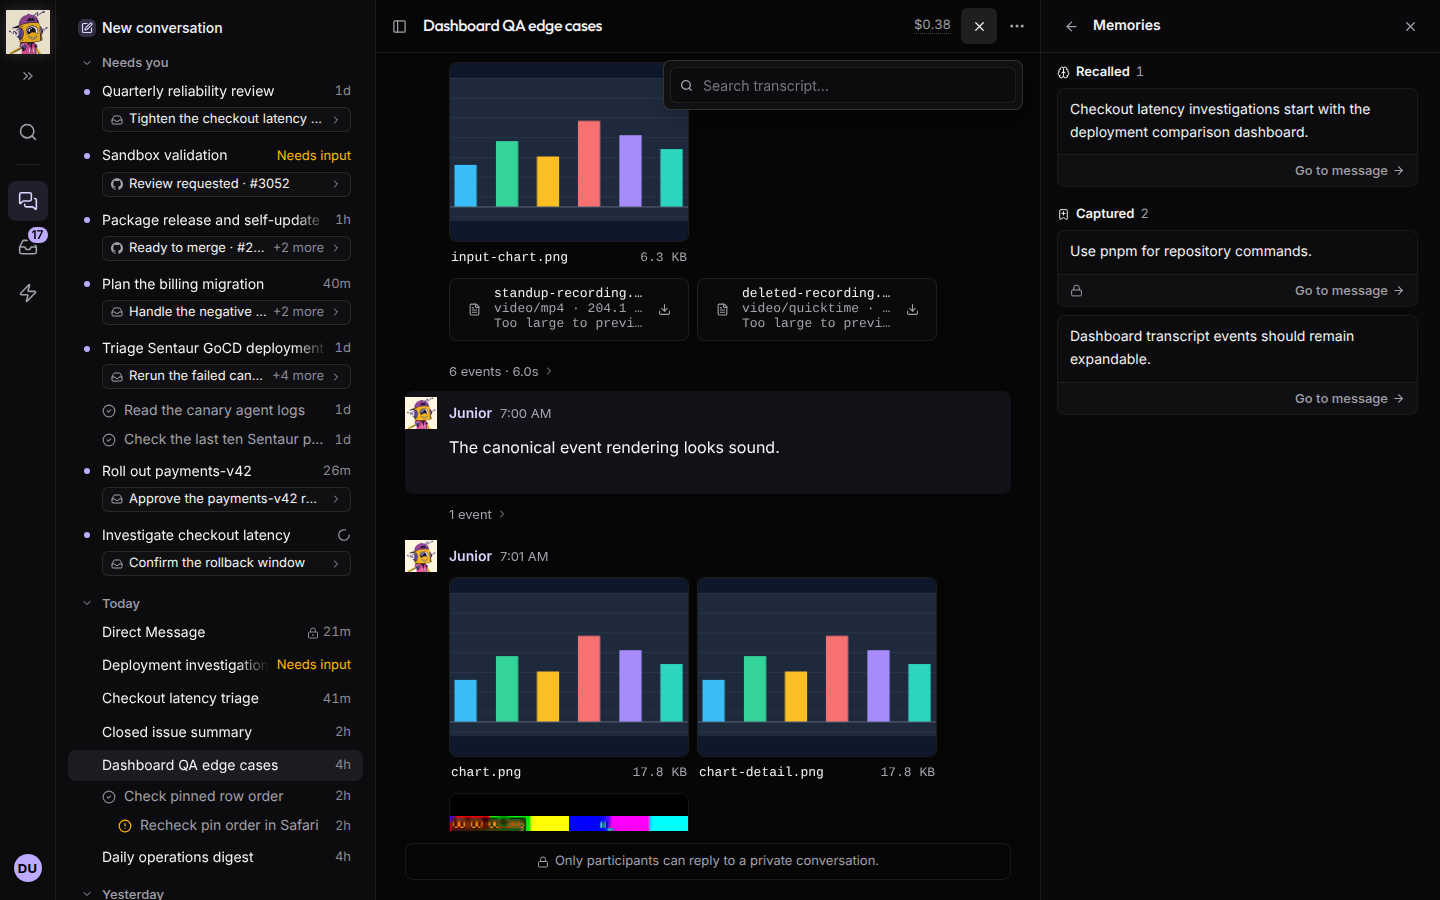 New conversation
Needs you
Quarterly reliability review 1d
Tighten the checkout latency ...
Sandbox validation Needs input
Review requested · #3052
Package release and self-update 1h
Ready to merge · #2... +2 more
Plan the billing migration 40m
Handle the negative ... +2 more
Triage Sentaur GoCD deployment 1d
Rerun the failed can... +4 more
Read the canary agent logs 1d
Check the last ten Sentaur p... 1d
Roll out payments-v42 26m
Approve the payments-v42 r...
Investigate checkout latency
Confirm the rollback window
Today
Direct Message 21m
Deployment investigation Needs input
Checkout latency triage 41m
Closed issue summary 2h
Dashboard QA edge cases 4h
Check pinned row order 2h
Recheck pin order in Safari 2h
Daily operations digest 4h
Yesterday
17
DU
Dashboard QA edge cases $0.38
Search transcript...
input-chart.png 6.3 KB
standup-recording....
video/mp4 · 204.1 ...
Too large to previ...
deleted-recording....
video/quicktime · ...
Too large to previ...
6 events · 6.0s
Junior 7:00 AM
The canonical event rendering looks sound.
1 event
Junior 7:01 AM
chart.png 17.8 KB
chart-detail.png 17.8 KB
Only participants can reply to a private conversation.
Memories
Recalled 1
Checkout latency investigations start with the
deployment comparison dashboard.
Go to message
Captured 2
Use pnpm for repository commands.
Go to message
Dashboard transcript events should remain
expandable.
Go to message